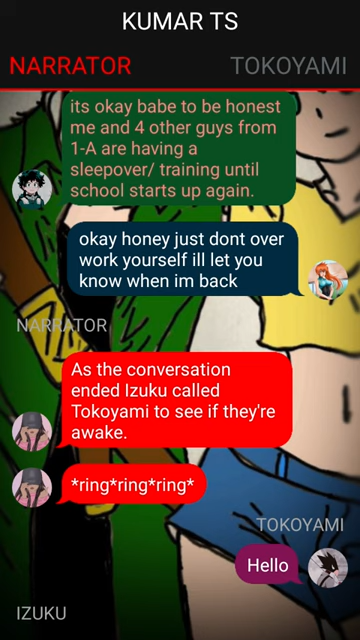 KUMAR TS
NARRATOR
TOKOYAMI
its okay babe to be honest
me and 4 other guys from
1-A are having a
sleepover/ training until
school starts up again.
okay honey just dont over
work yourself ill let you
know when im back
NARRATOR
As the conversation
ended Izuku called
Tokoyami to see if they're
awake.
*ring*ring*ring*
TOKOYAMI
Hello
IZUKU